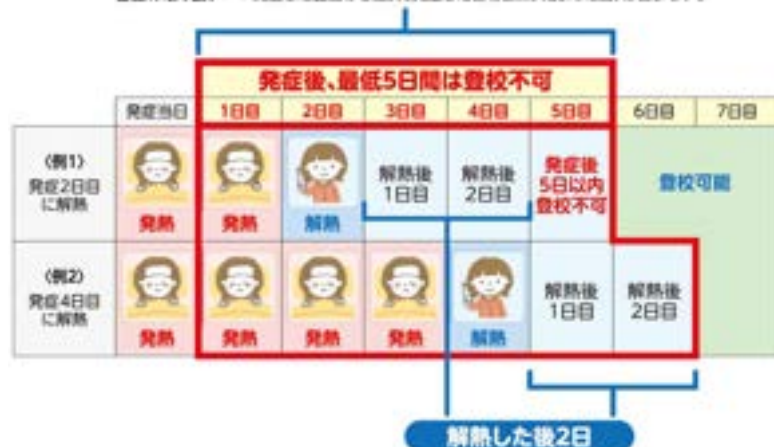 発症後、最低5日間は登校不可
発症当日 1日目 2日目 3日目 4日目 5日目 6日目 7日目
〈例1〉
発症2日目
に解熱
発熱
発熱
解熱
解熱後
1日目
解熱後
2日目
発症後
5日以内
登校不可
登校可能
〈例2〉
発症4日目
に解熱
発熱
発熱
発熱
発熱
解熱
解熱後
1日目
解熱後
2日目
解熱した後2日